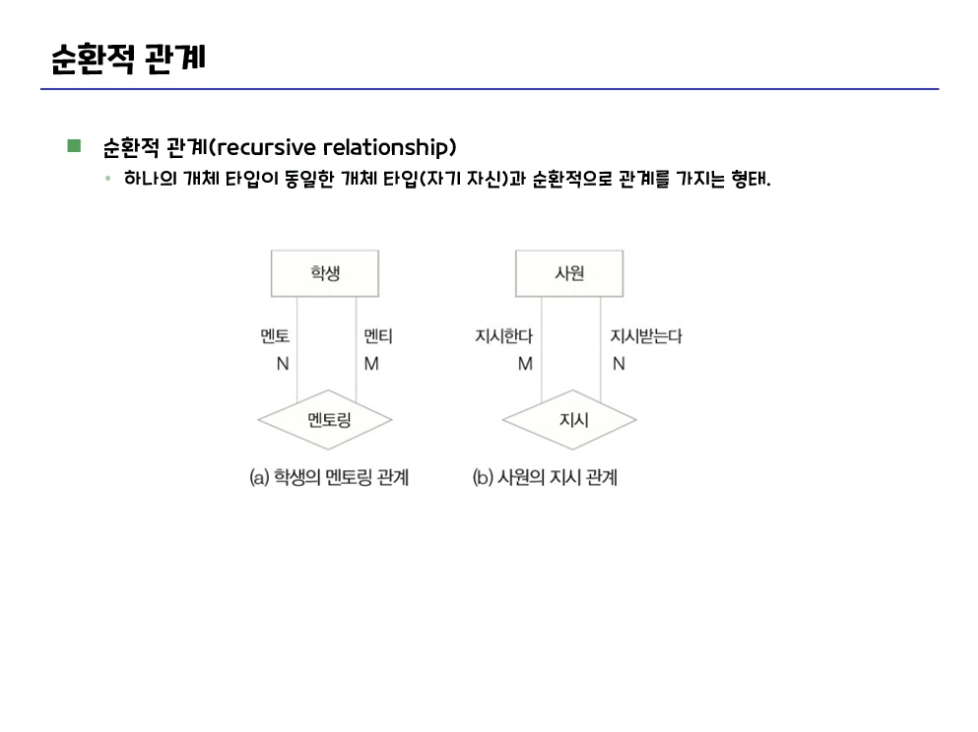 순환적 관계
순환적 관계(recursive relationship)
하나의 개체 타입이 동일한 개체 타입(자기 자신)과 순환적으로 관계를 가지는 형태.
학생 사원
멘토 멘티 지시한다 지시받는다
N M M N
멘토링 지시
(a) 학생의 멘토링 관계 (b) 사원의 지시 관계